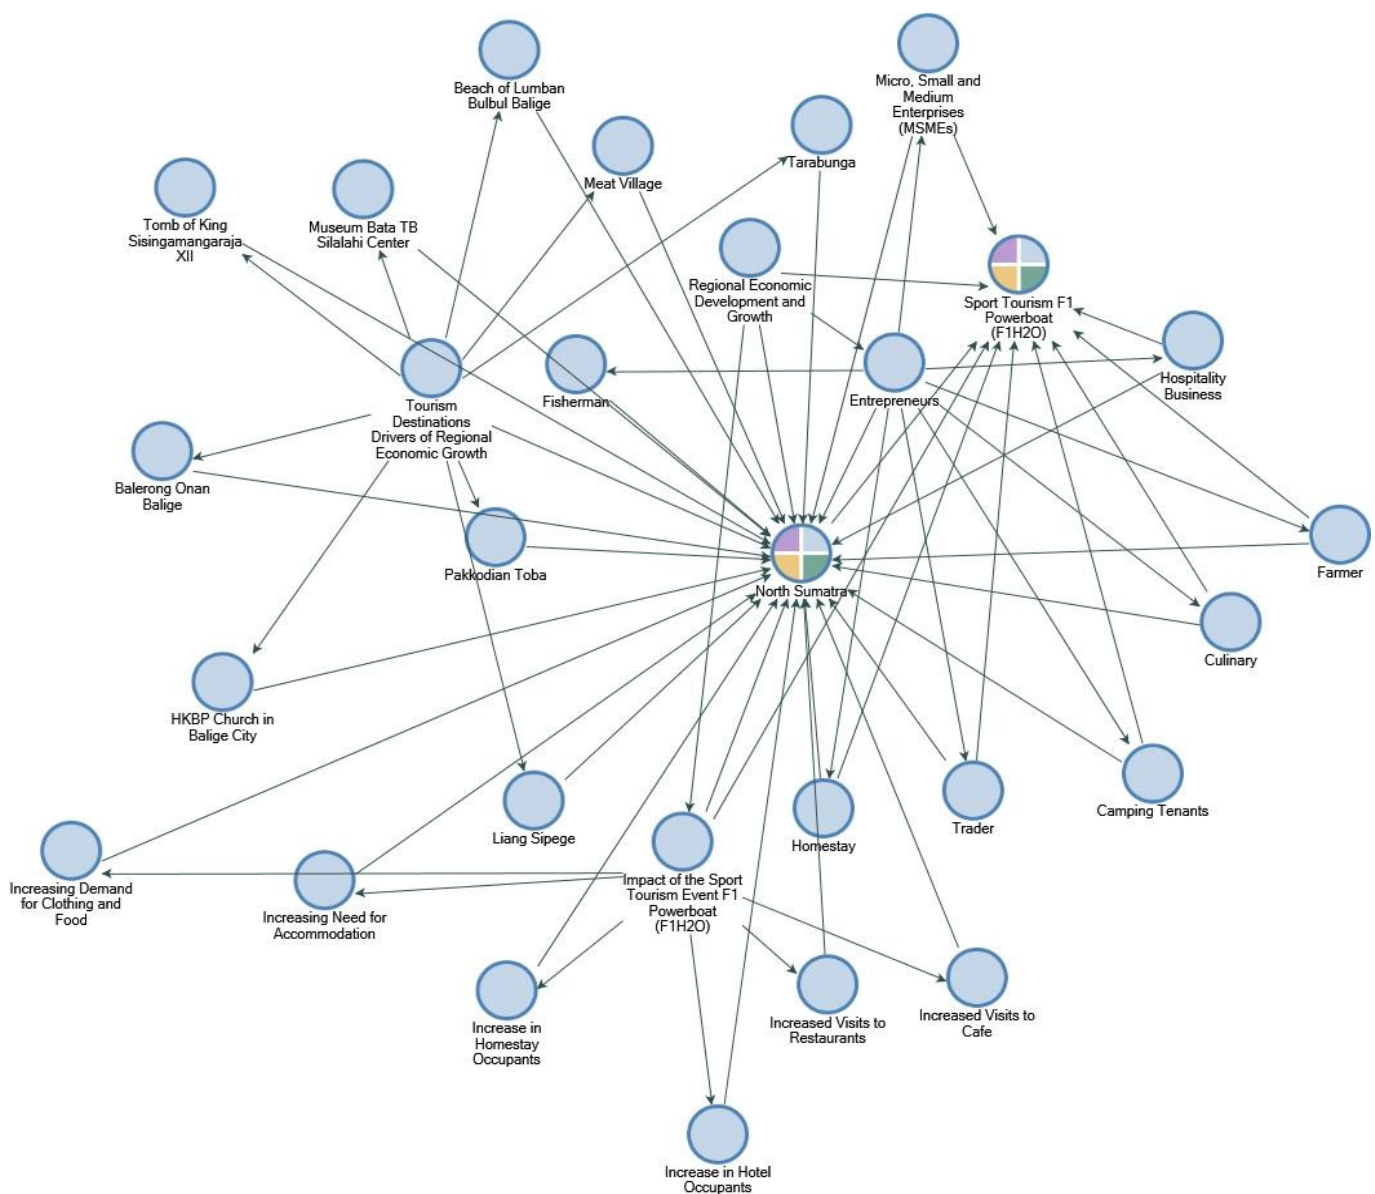 Beach of Lumban
Bulbul Balige
Micro, Small and
Medium
Enterprises
(MSMEs)
Meat Village
Tarabunga
Tomb of King
Sisingamangaraja
XII
Museum Bata TB
Silalahi Center
Regional Economic
Development and
Growth
Sport Tourism F1
Powerboat
(F1H2O)
Hospitality
Business
Tourism
Destinations
Drivers of Regional
Economic Growth
Fisherman
Entrepreneurs
Balerong Onan
Balige
Pakkodian Toba
North Sumatra
Farmer
Culinary
HKBP Church in
Balige City
Liang Sipege
Homestay
Trader
Camping Tenants
Increasing Demand
for Clothing and
Food
Increasing Need for
Accommodation
Impact of the Sport
Tourism Event F1
Powerboat
(F1H2O)
Increase in
Homestay
Occupants
Increased Visits to
Restaurants
Increased Visits to
Cafe
Increase in Hotel
Occupants